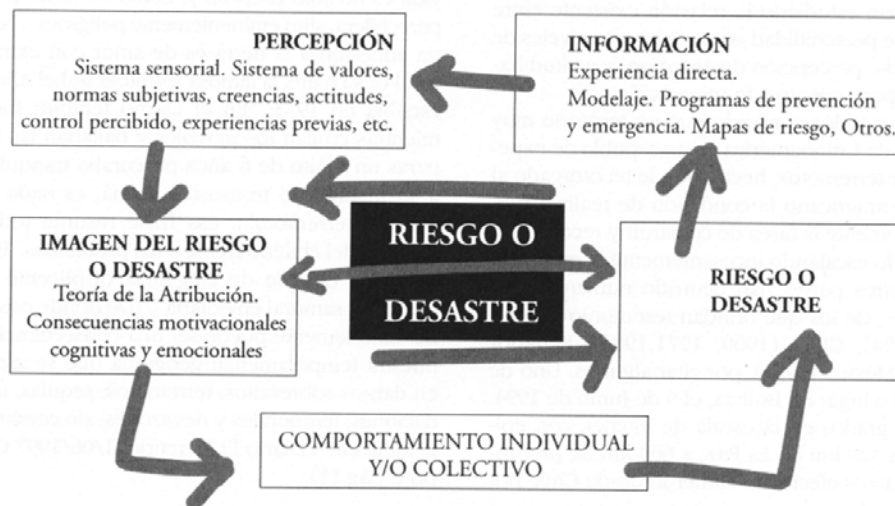 PERCEPCIÓN
Sistema sensorial. Sistema de valores,
normas subjetivas, creencias, actitudes,
control percibido, experiencias previas, etc.
INFORMACIÓN
Experiencia directa.
Modelaje. Programas de prevención
y emergencia. Mapas de riesgo, Otros.
IMAGEN DEL RIESGO
O DESASTRE
Teoría de la Atribución.
Consecuencias motivacionales
cognitivas y emocionales
RIESGO O
DESASTRE
RIESGO O
DESASTRE
COMPORTAMIENTO INDIVIDUAL
Y/O COLECTIVO